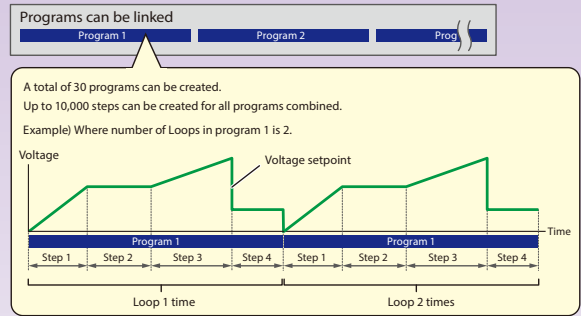 Programs can be linked
Program 1 Program 2 Prog
A total of 30 programs can be created.
Up to 10,000 steps can be created for all programs combined.
Example) Where number of Loops in program 1 is 2.
Voltage
Voltage setpoint
Time
Program 1 Program 1
Step 1 Step 2 Step 3 Step 4 Step 1 Step 2 Step 3 Step 4
Loop 1 time Loop 2 times